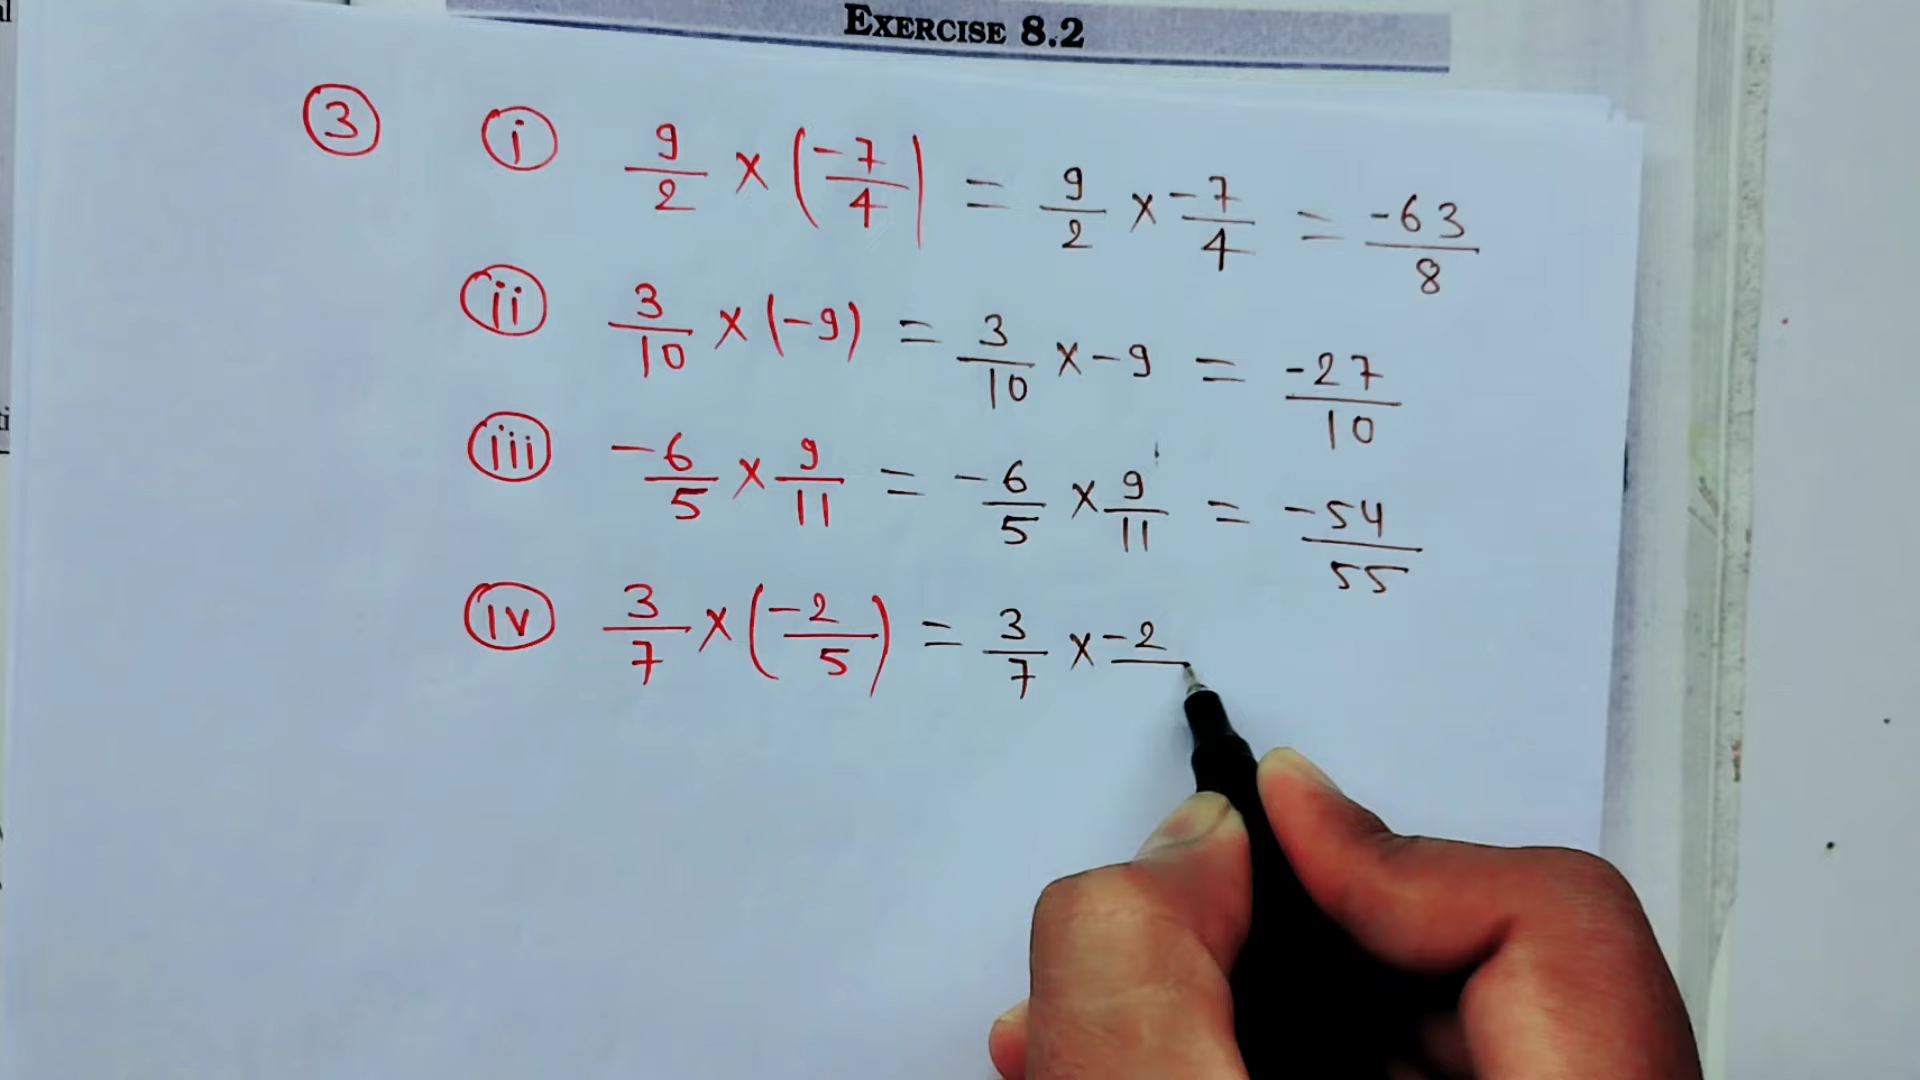 EXERCISE 8.2
③ ⓘ 9/2 × (-7/4) = 9/2 × -7/4 = -63/8
ii 3/10 × (-9) = 3/10 × -9 = -27/10
iii -6/5 × 9/11 = -6/5 × 9/11 = -54/55
iv 3/7 × (-2/5) = 3/7 × -2/